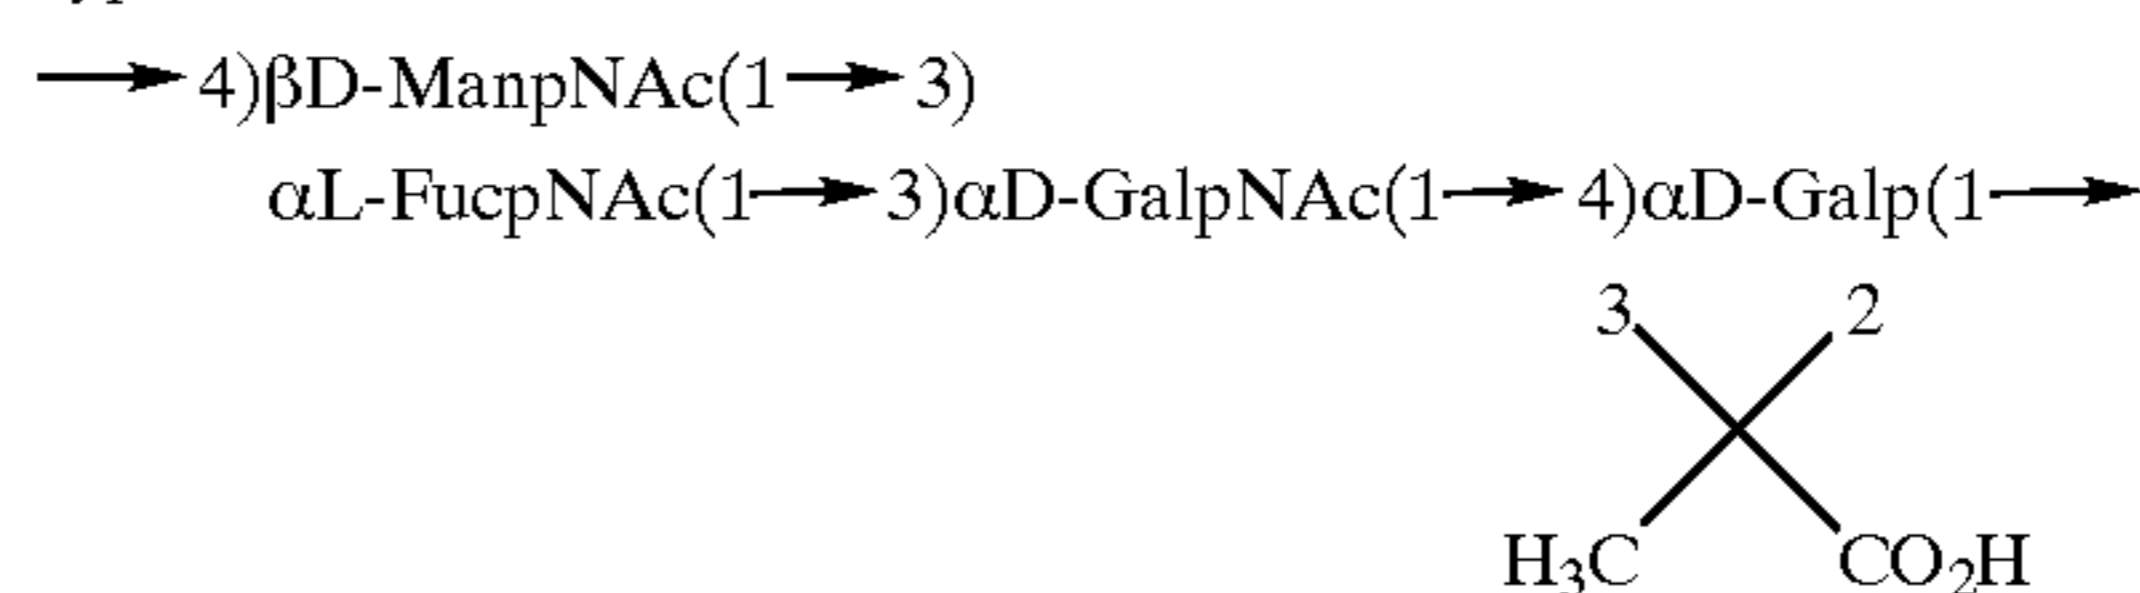 → 4)βD-ManpNAc(1 → 3)
αL-FucpNAc(1 → 3)αD-GalpNAc(1 → 4)αD-Galp(1 →
3 2
H₃C CO₂H